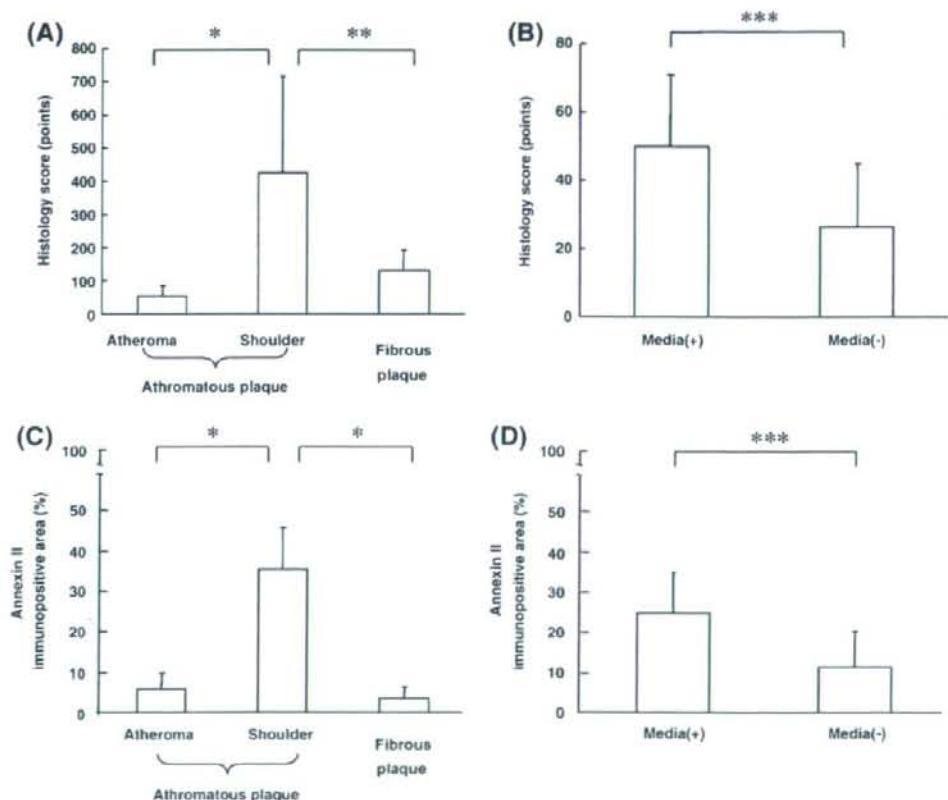 (A)
*
**
Histology score (points)
800
700
600
500
400
300
200
100
0
Atheroma
Shoulder
Fibrous
plaque
Athromatous plaque
(B)
***
Histology score (points)
80
60
40
20
0
Media(+)
Media(-)
(C)
*
*
Annexin II
immunopositive area (%)
100
50
40
30
20
10
0
Atheroma
Shoulder
Fibrous
plaque
Athromatous plaque
(D)
***
Annexin II
immunopositive area (%)
100
50
40
30
20
10
0
Media(+)
Media(-)